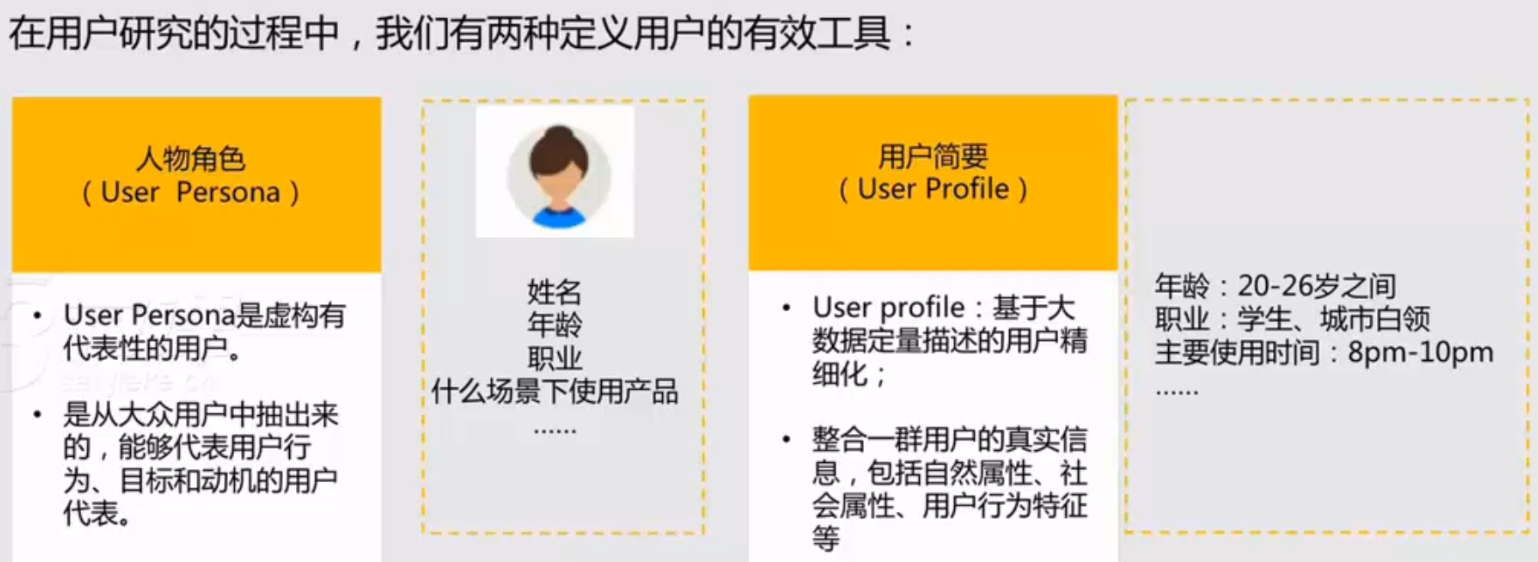 在用户研究的过程中，我们有两种定义用户的有效工具：
人物角色
（User  Persona）
• User Persona是虚构有
代表性的用户。
• 是从大众用户中抽出来
的，能够代表用户行
为、目标和动机的用户
代表。
姓名
年龄
职业
什么场景下使用产品
……
用户简要
（User Profile）
• User profile：基于大
数据定量描述的用户精
细化；
• 整合一群用户的真实信
息，包括自然属性、社
会属性、用户行为特征
等
年龄：20-26岁之间
职业：学生、城市白领
主要使用时间：8pm-10pm
……